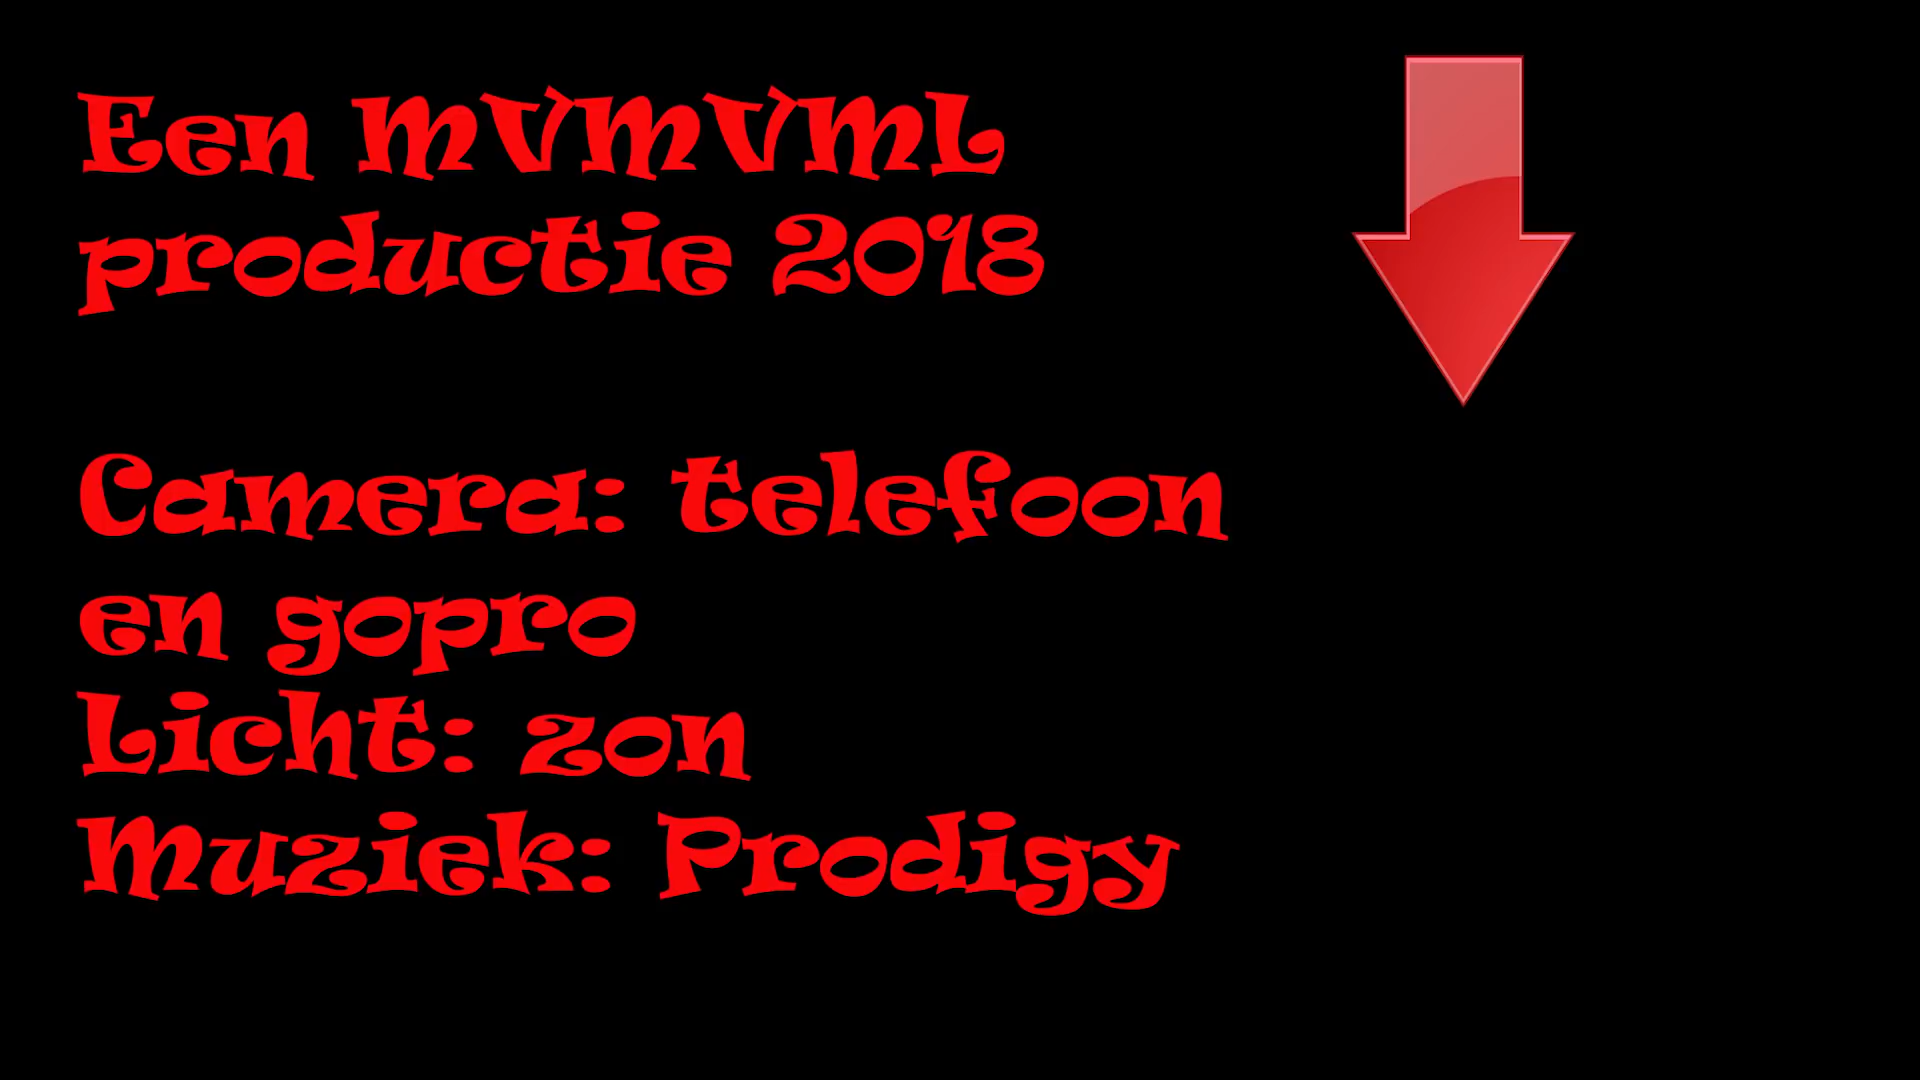 Een MVMVML
productie 2018
Camera: telefoon
en gopro
Licht: zon
Muziek: Prodigy